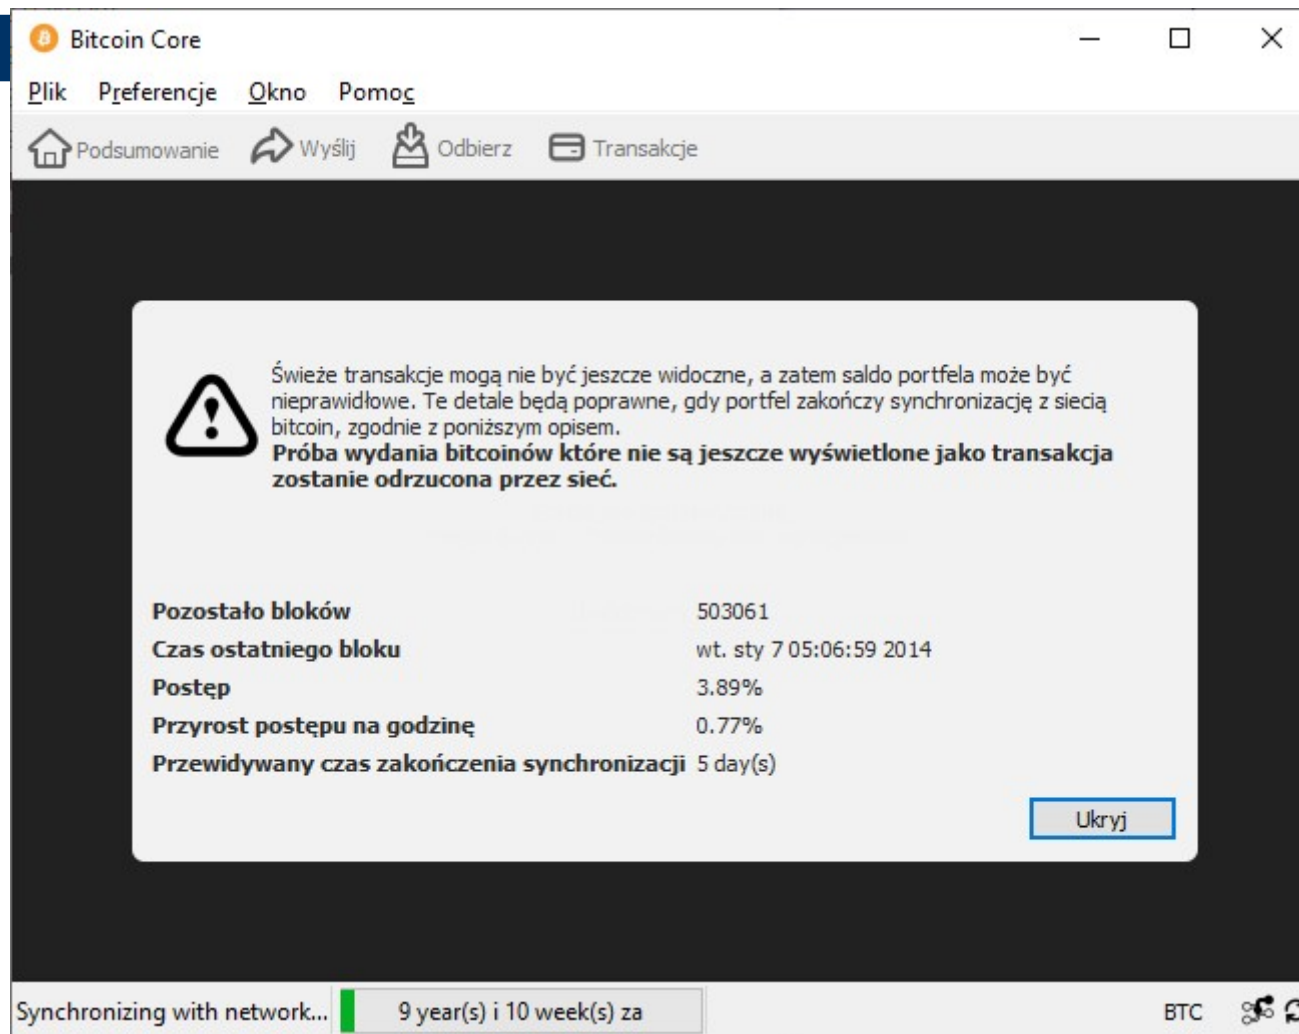 Bitcoin Core
Plik Preferencje Okno Pomoc
Podsumowanie Wyślij Odbierz Transakcje
Świeże transakcje mogą nie być jeszcze widoczne, a zatem saldo portfela może być
nieprawidłowe. Te detale będą poprawne, gdy portfel zakończy synchronizację z siecią
bitcoin, zgodnie z poniższym opisem.
Próba wydania bitcoinów które nie są jeszcze wyświetlone jako transakcja
zostanie odrzucona przez sieć.
Pozostało bloków 503061
Czas ostatniego bloku wt. sty 7 05:06:59 2014
Postęp 3.89%
Przyrost postępu na godzinę 0.77%
Przewidywany czas zakończenia synchronizacji 5 day(s)
Ukryj
Synchronizing with network... 9 year(s) i 10 week(s) za BTC